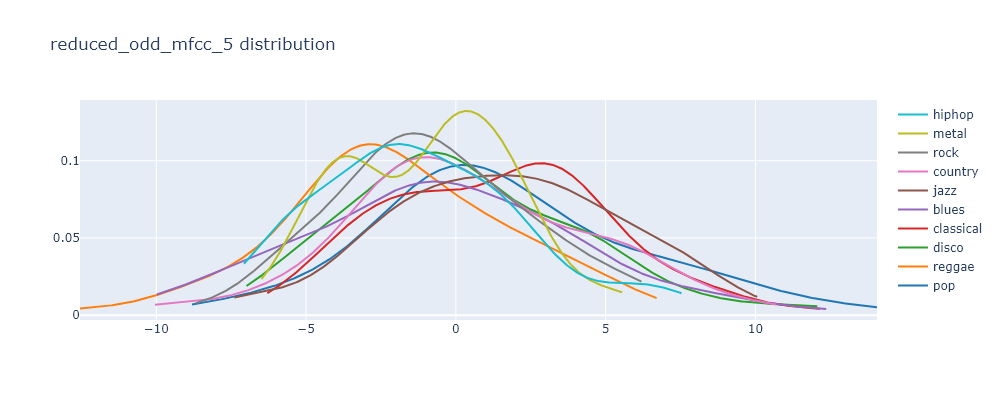 reduced_odd_mfcc_5 distribution
0.1
0.05
0
−10
−5
0
5
10
hiphop
metal
rock
country
jazz
blues
classical
disco
reggae
pop